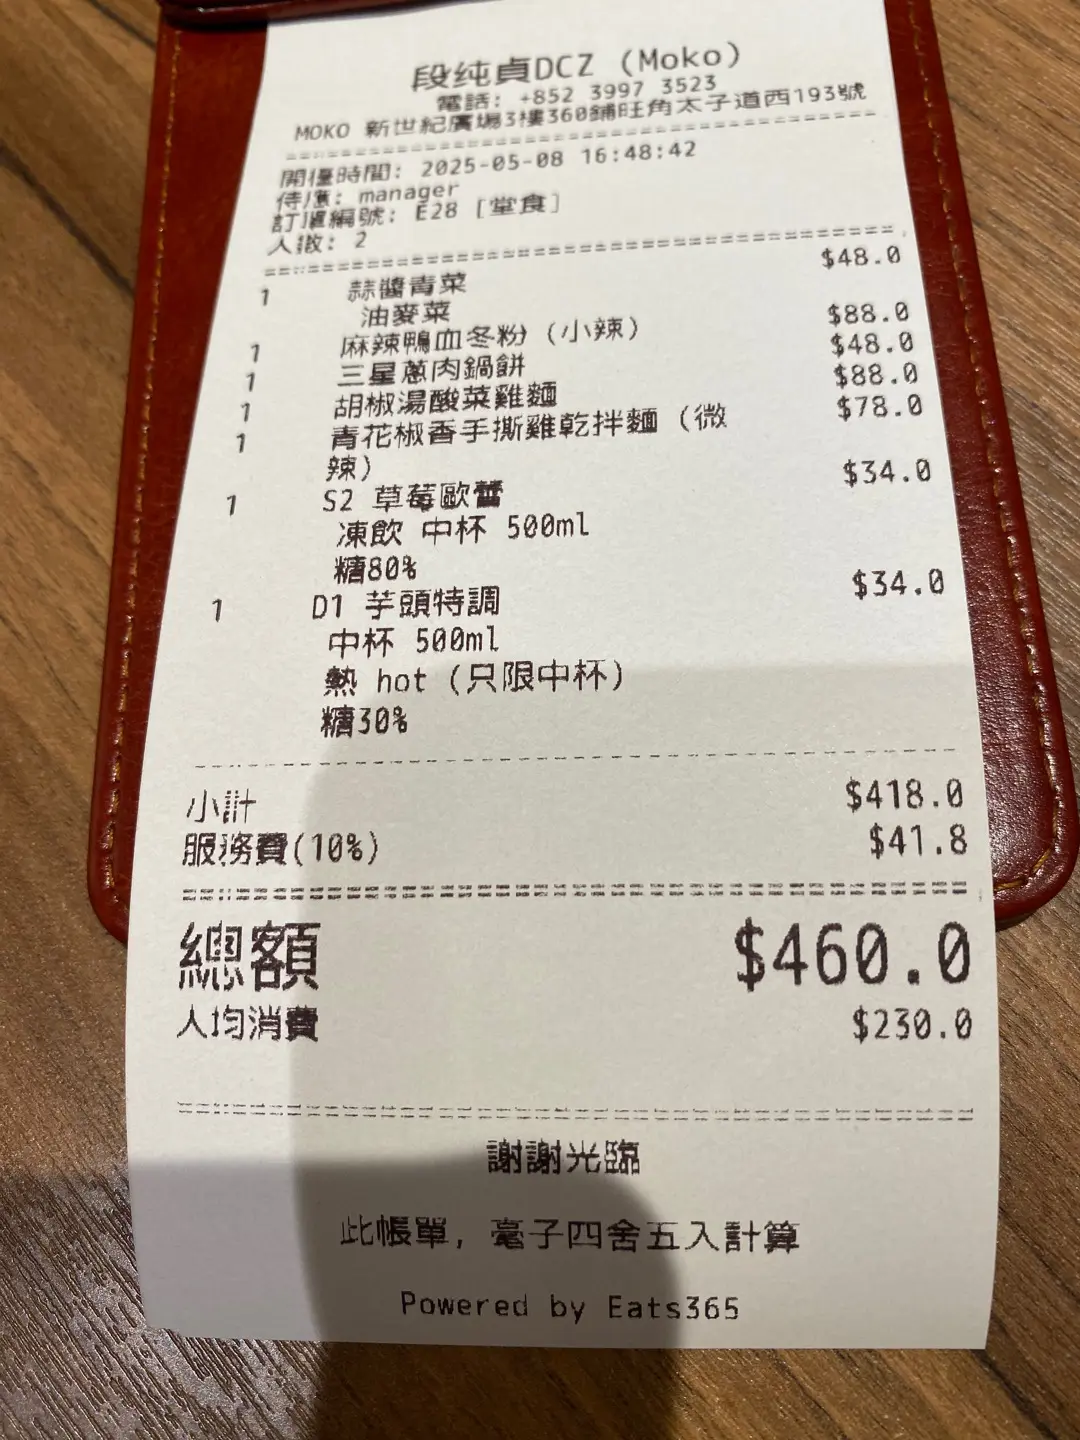 段纯貞DCZ (Moko)
電話: +852 3997 3523
MOKO 新世紀廣場3樓360鋪旺角太子道西193號
開檯時間: 2025-05-08 16:48:42
侍應: manager
訂單編號: E28 [堂食]
人數: 2
1 蒜醬青菜 $48.0
油麥菜
1 麻辣鴨血冬粉 (小辣) $88.0
1 三星蔥肉鍋餅 $48.0
1 胡椒湯酸菜雞麵 $88.0
1 青花椒香手撕雞乾拌麵 (微 $78.0
辣)
1 S2 草莓歐蕾 $34.0
凍飲 中杯 500ml
糖80%
1 D1 芋頭特調 $34.0
中杯 500ml
熱 hot (只限中杯)
糖30%
小計 $418.0
服務費(10%) $41.8
總額 $460.0
人均消費 $230.0
謝謝光臨
此帳單, 毫子四舍五入計算
Powered by Eats365